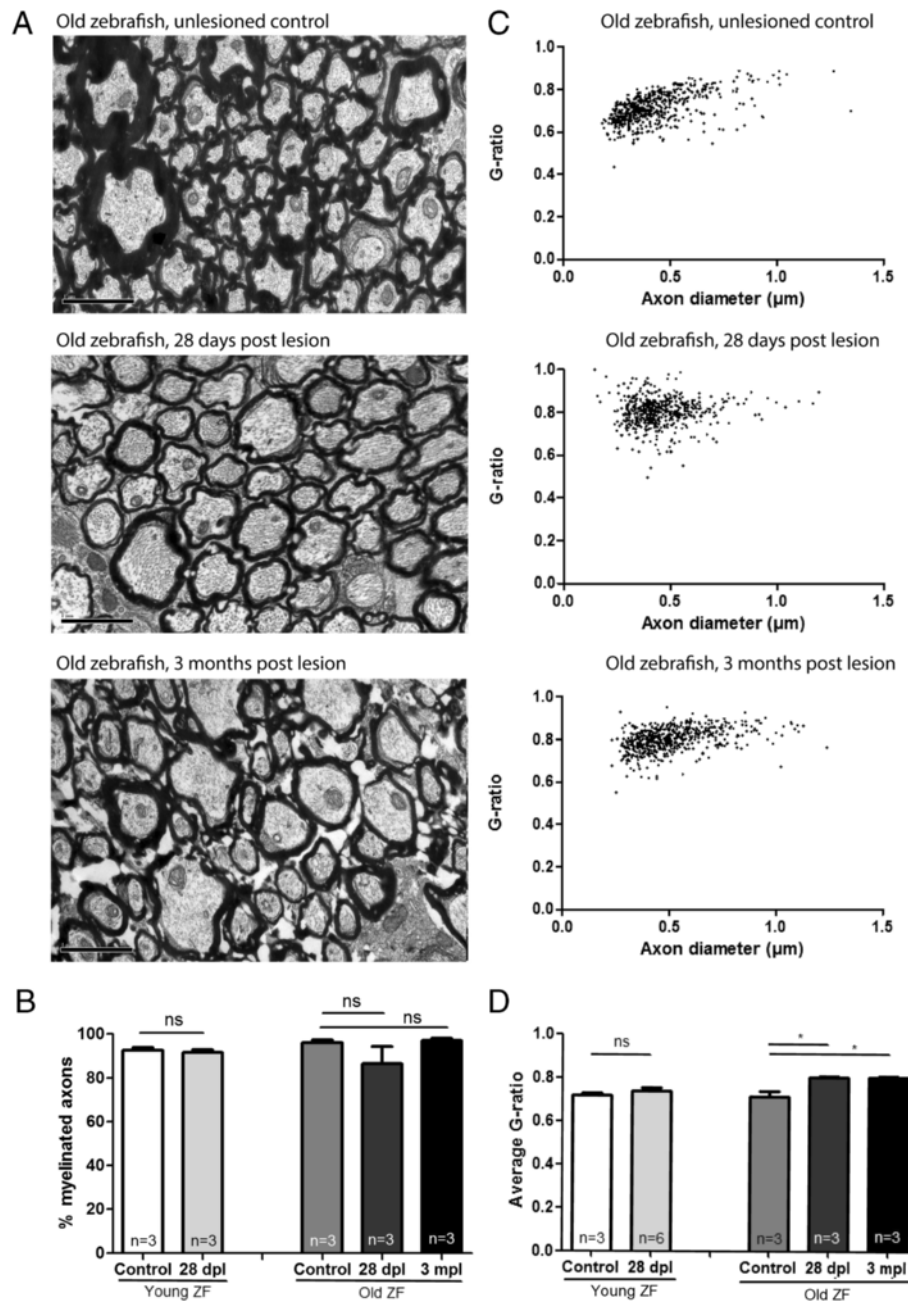 A
Old zebrafish, unlesioned control
Old zebrafish, 28 days post lesion
Old zebrafish, 3 months post lesion
C
Old zebrafish, unlesioned control
1.0
0.8
0.6
0.4
0.2
0.0
G-ratio
0.0 0.5 1.0 1.5
Axon diameter (µm)
Old zebrafish, 28 days post lesion
1.0
0.8
0.6
0.4
0.2
0.0
G-ratio
0.0 0.5 1.0 1.5
Axon diameter (µm)
Old zebrafish, 3 months post lesion
1.0
0.8
0.6
0.4
0.2
0.0
G-ratio
0.0 0.5 1.0 1.5
Axon diameter (µm)
B
ns
ns
ns
100
80
60
40
20
0
% myelinated axons
n=3 n=3 n=3 n=3 n=3
Control 28 dpl Control 28 dpl 3 mpl
Young ZF Old ZF
D
ns
*
*
1.0
0.8
0.6
0.4
0.2
0.0
Average G-ratio
n=3 n=6 n=3 n=3 n=3
Control 28 dpl Control 28 dpl 3 mpl
Young ZF Old ZF